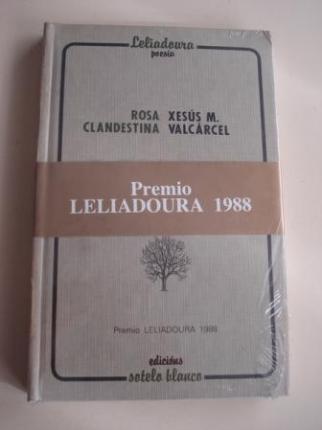 Leliadoura
poesía
ROSA XESÚS M.
CLANDESTINA VALCÁRCEL
Premio
LELIADOURA 1988
Premio LELIADOURA 1988
edicións
sotelo blanco